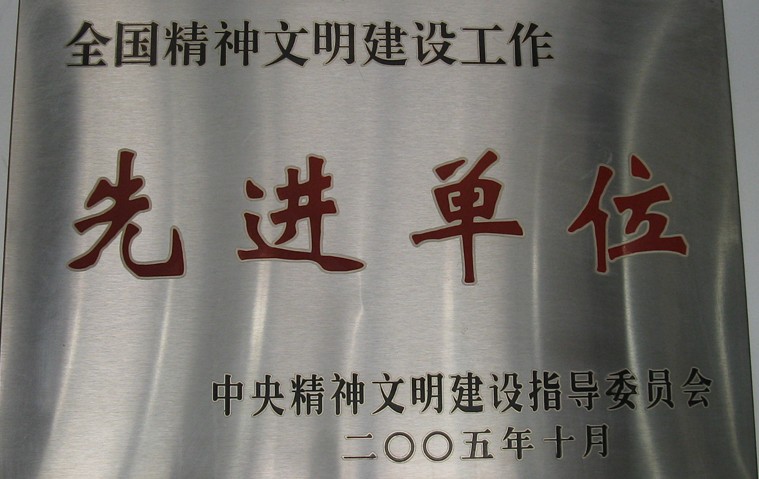 全国精神文明建设工作
先进单位
中央精神文明建设指导委员会
二〇〇五年十月